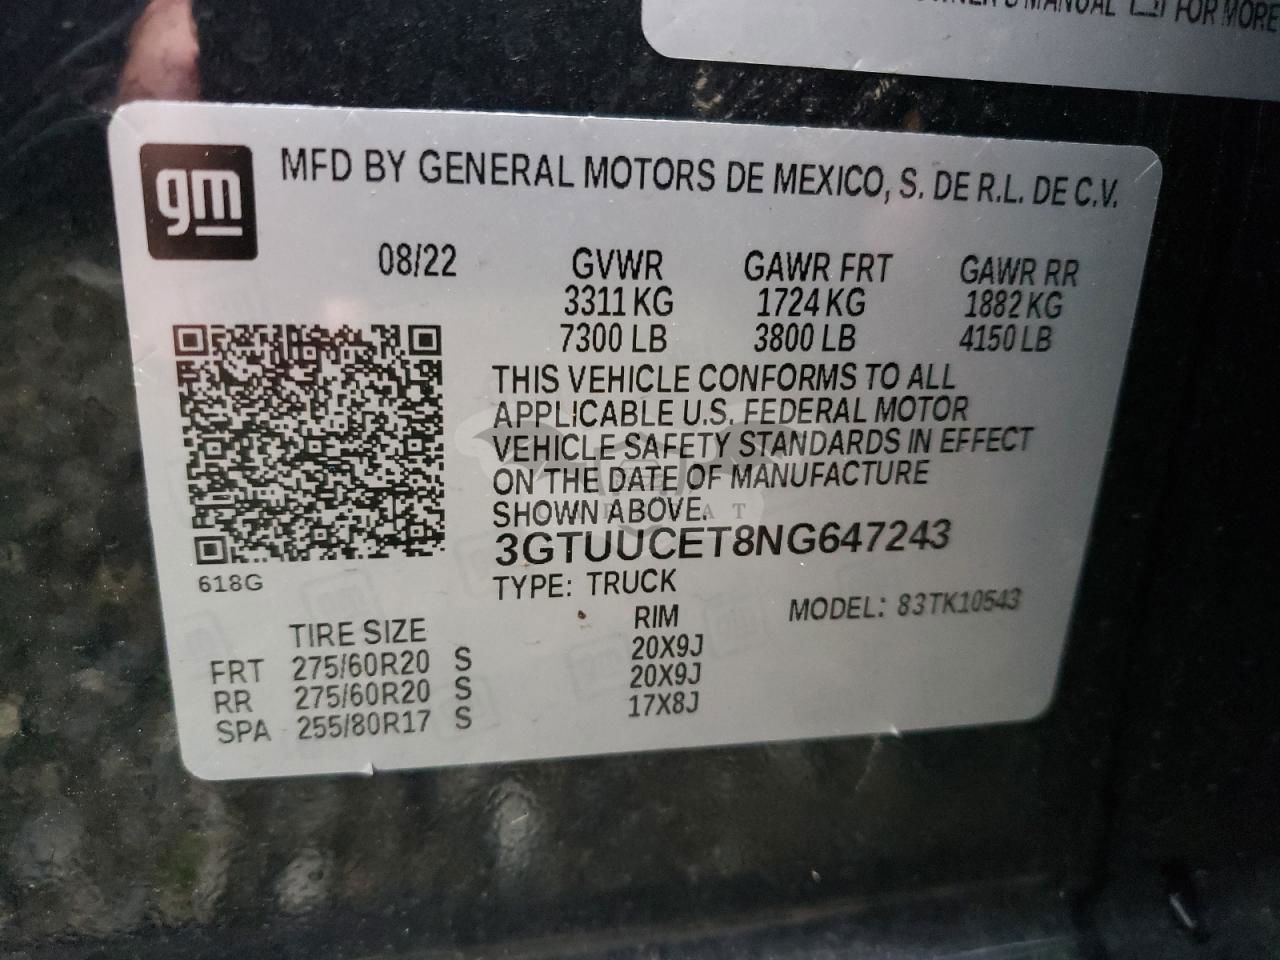 MANUAL FOR MORE
gm
MFD BY GENERAL MOTORS DE MEXICO, S. DE R.L. DE C.V.
08/22 GVWR GAWR FRT GAWR RR
3311 KG 1724 KG 1882 KG
7300 LB 3800 LB 4150 LB
THIS VEHICLE CONFORMS TO ALL
APPLICABLE U.S. FEDERAL MOTOR
VEHICLE SAFETY STANDARDS IN EFFECT
ON THE DATE OF MANUFACTURE
SHOWN ABOVE.
3GTUUCET8NG647243
618G
TYPE: TRUCK
MODEL: 83TK10543
TIRE SIZE RIM
FRT 275/60R20 S 20X9J
RR 275/60R20 S 20X9J
SPA 255/80R17 S 17X8J